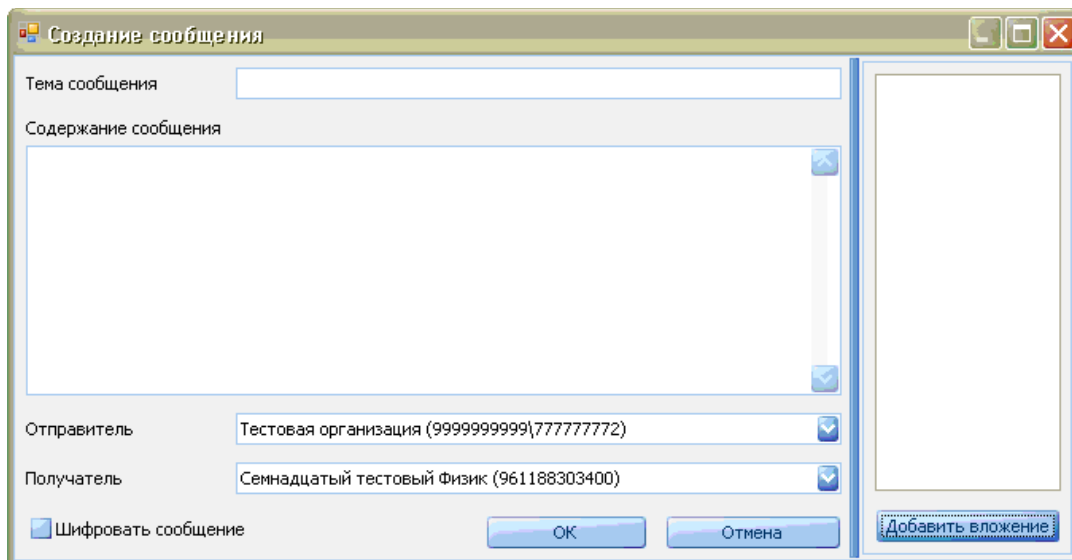 Создание сообщения
Тема сообщения
Содержание сообщения
Отправитель
Тестовая организация (9999999999\777777772)
Получатель
Семнадцатый тестовый Физик (961188303400)
Шифровать сообщение
ОК
Отмена
Добавить вложение